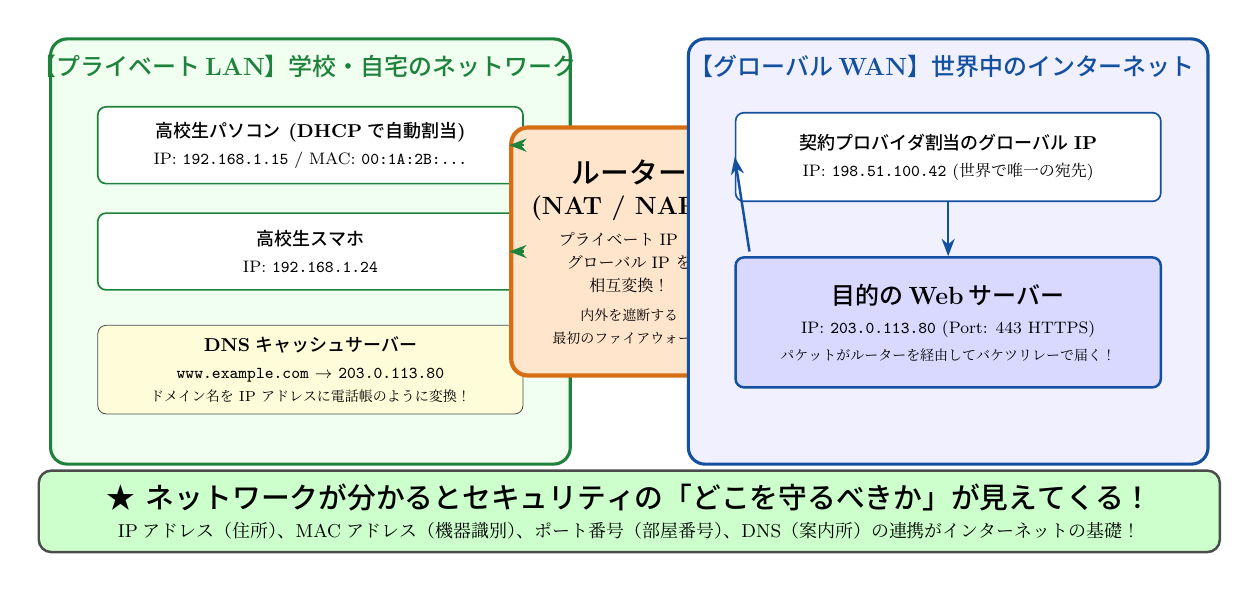 【プライベート LAN】学校・自宅のネットワーク
高校生パソコン (DHCP で自動割当)
IP: 192.168.1.15 / MAC: 00:1A:2B:...
高校生スマホ
IP: 192.168.1.24
DNS キャッシュサーバー
www.example.com → 203.0.113.80
ドメイン名を IP アドレスに電話帳のように変換！
ルーター
(NAT / NA
プライベート IP
グローバル IP を
相互変換！
内外を遮断する
最初のファイアウォー
【グローバル WAN】世界中のインターネット
契約プロバイダ割当のグローバル IP
IP: 198.51.100.42 (世界で唯一の宛先)
目的の Web サーバー
IP: 203.0.113.80 (Port: 443 HTTPS)
パケットがルーターを経由してバケツリレーで届く！
★ ネットワークが分かるとセキュリティの「どこを守るべきか」が見えてくる！
IP アドレス（住所）、MAC アドレス（機器識別）、ポート番号（部屋番号）、DNS（案内所）の連携がインターネットの基礎！